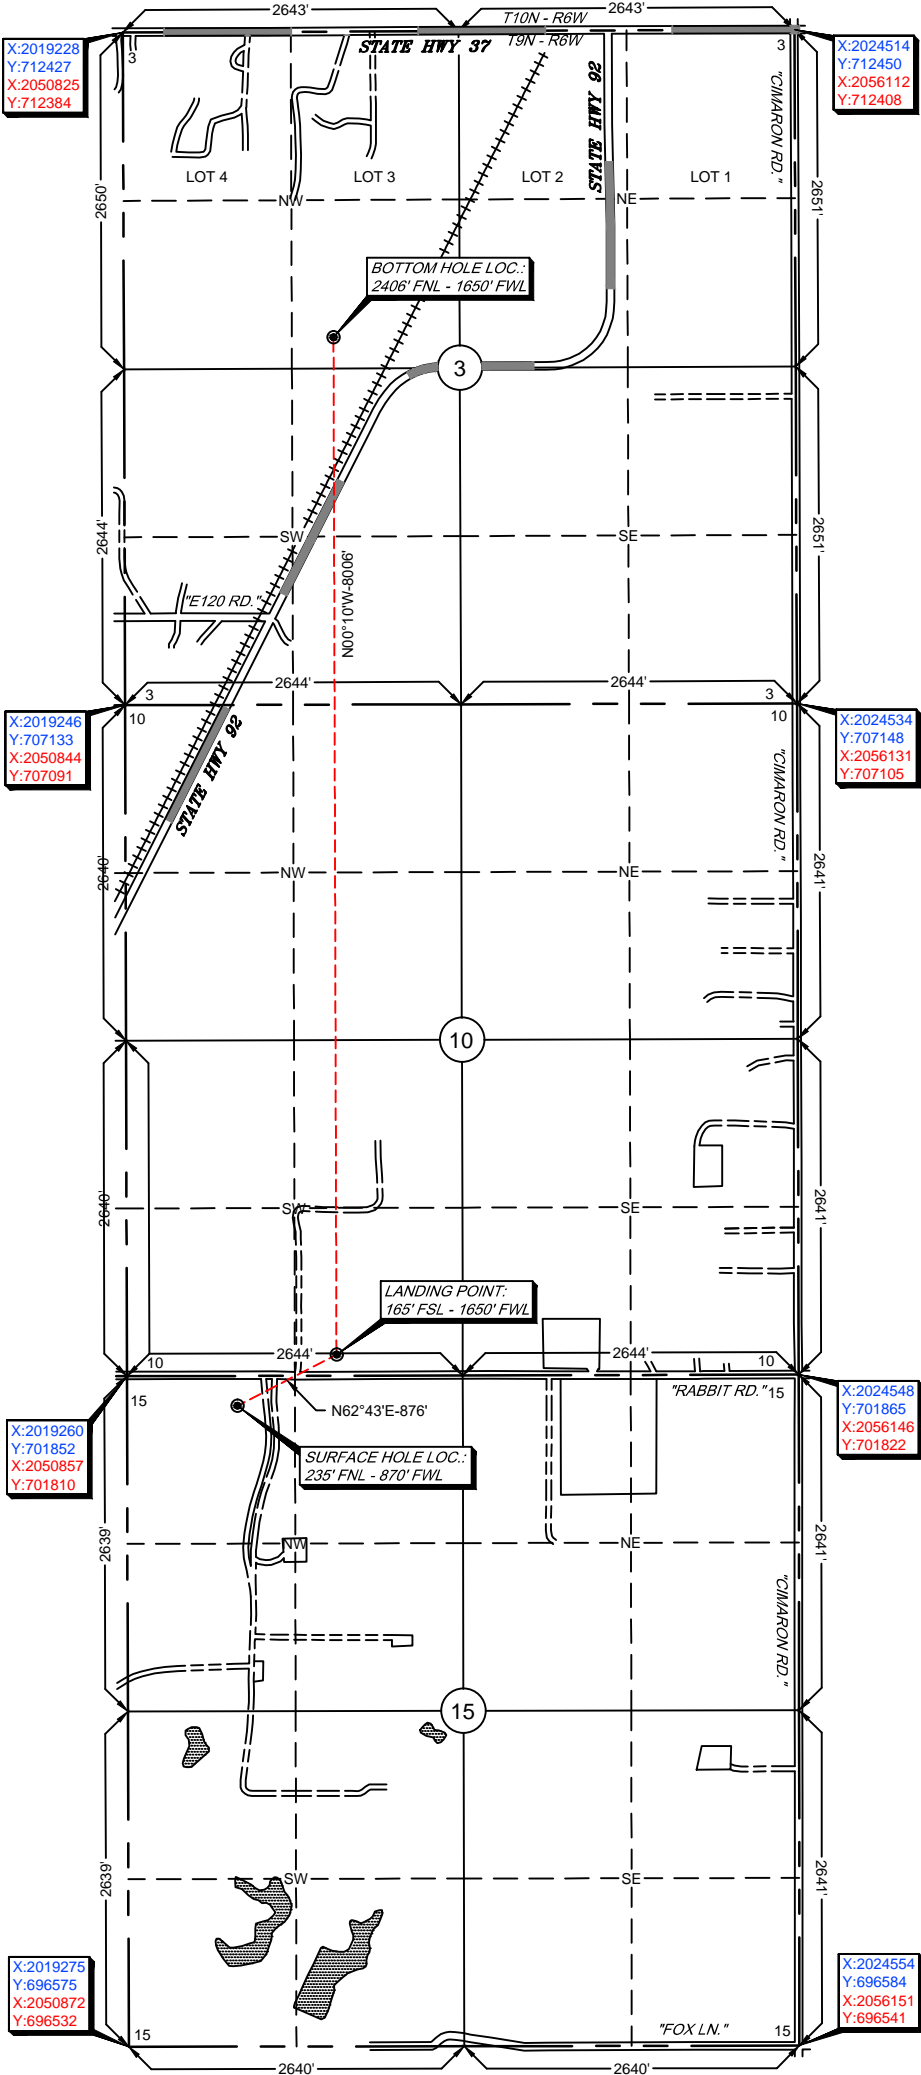 2643'
2643'
T10N - R6W
STATE HWY 37
T9N - R6W
X:2019228
Y:712427
X:2050825
Y:712384
3
3
X:2024514
Y:712450
X:2056112
Y:712408
"CIMARON RD."
STATE HWY 92
LOT 4
LOT 3
LOT 2
LOT 1
2650'
NW
NE
2651'
BOTTOM HOLE LOC.:
2406' FNL - 1650' FWL
3
2644'
SW
SE
2651'
"E120 RD."
N00°10'W-8006'
2644'
2644'
3
3
10
10
X:2019246
Y:707133
X:2050844
Y:707091
X:2024534
Y:707148
X:2056131
Y:707105
STATE HWY 92
"CIMARON RD."
2640'
NW
NE
2641'
10
2640'
SW
SE
2641'
LANDING POINT:
165' FSL - 1650' FWL
10
2644'
2644'
10
15
"RABBIT RD."
15
N62°43'E-876'
X:2019260
Y:701852
X:2050857
Y:701810
X:2024548
Y:701865
X:2056146
Y:701822
SURFACE HOLE LOC.:
235' FNL - 870' FWL
2639'
NW
NE
2641'
"CIMARON RD."
15
2639'
SW
SE
2641'
X:2019275
Y:696575
X:2050872
Y:696532
X:2024554
Y:696584
X:2056151
Y:696541
15
"FOX LN."
15
2640'
2640'